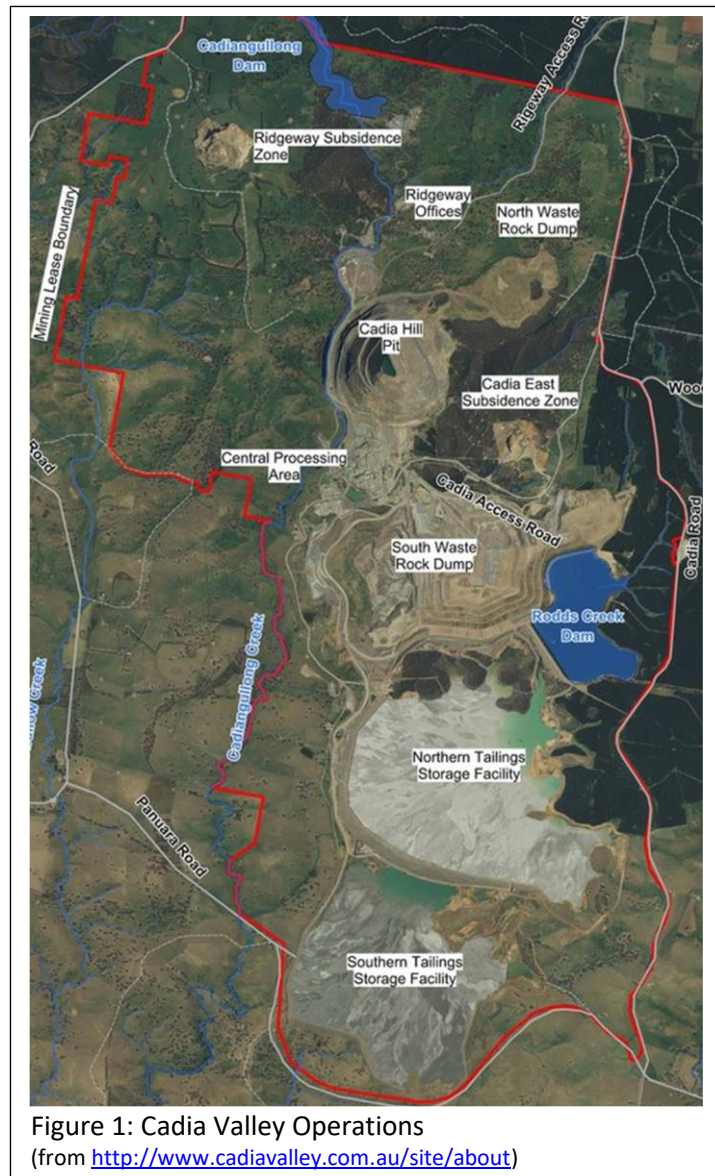 Cadiangullong
Dam
Rigeway Access R
Ridgeway Subsidence
Zone
Ridgeway
Offices
North Waste
Rock Dump
Mining Lease Boundary
Cadia Hill
Pit
Cadia East
Subsidence Zone
Woo
Road
Central Processing
Area
Cadia Access Road
Cadia Road
South Waste
Rock Dump
Rodds Creek
Dam
Cadiangullong Creek
Creek
Northern Tailings
Storage Facility
Panuara Road
Southern Tailings
Storage Facility
Figure 1: Cadia Valley Operations
(from http://www.cadiavalley.com.au/site/about)